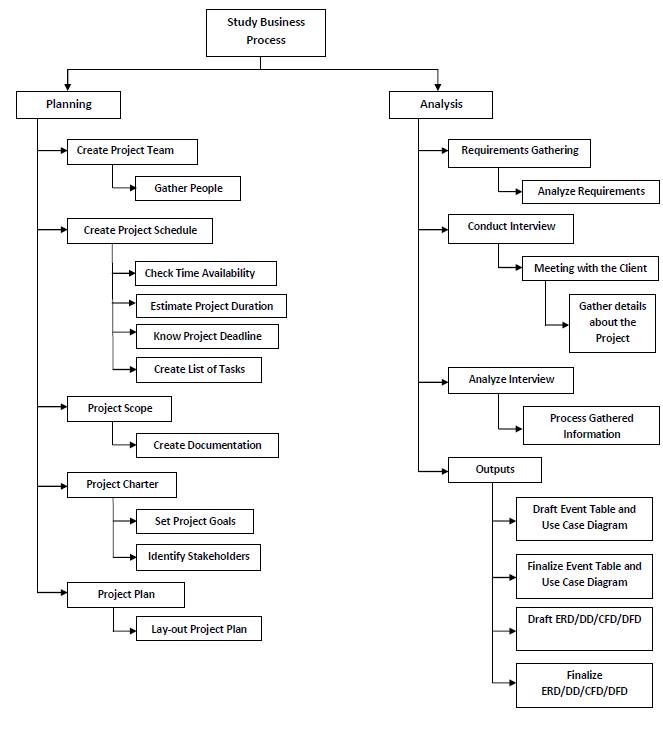 Study Business
Process
Planning
Create Project Team
Gather People
Create Project Schedule
Check Time Availability
Estimate Project Duration
Know Project Deadline
Create List of Tasks
Project Scope
Create Documentation
Project Charter
Set Project Goals
Identify Stakeholders
Project Plan
Lay-out Project Plan
Analysis
Requirements Gathering
Analyze Requirements
Conduct Interview
Meeting with the Client
Gather details
about the
Project
Analyze Interview
Process Gathered
Information
Outputs
Draft Event Table and
Use Case Diagram
Finalize Event Table and
Use Case Diagram
Draft ERD/DD/CFD/DFD
Finalize
ERD/DD/CFD/DFD